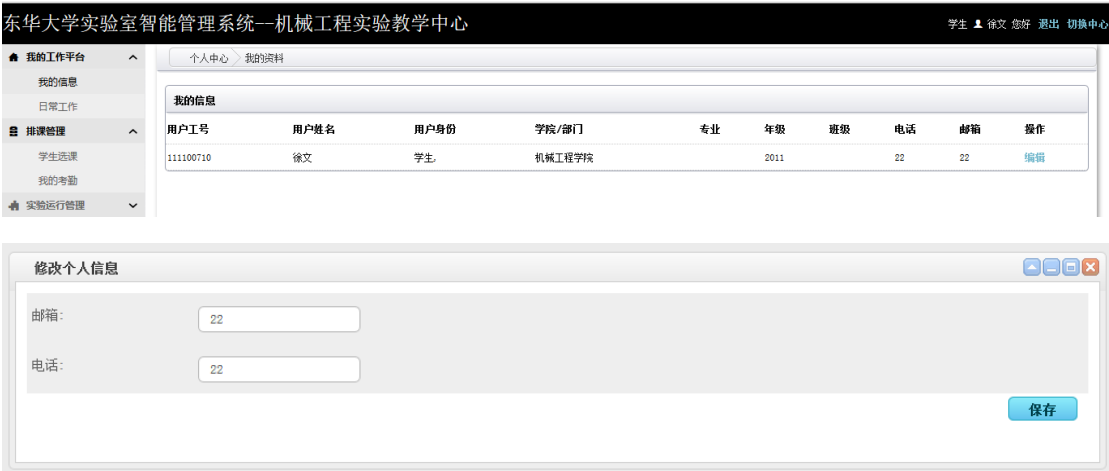 东华大学实验室智能管理系统--机械工程实验教学中心
学生 徐文 您好 退出 切换中心
我的工作平台
我的信息
日常工作
排课管理
学生选课
我的考勤
实验运行管理
个人中心 我的资料
我的信息
用户工号 用户姓名 用户身份 学院/部门 专业 年级 班级 电话 邮箱 操作
111100710 徐文 学生, 机械工程学院 2011 22 22 编辑
修改个人信息
邮箱: 22
电话: 22
保存